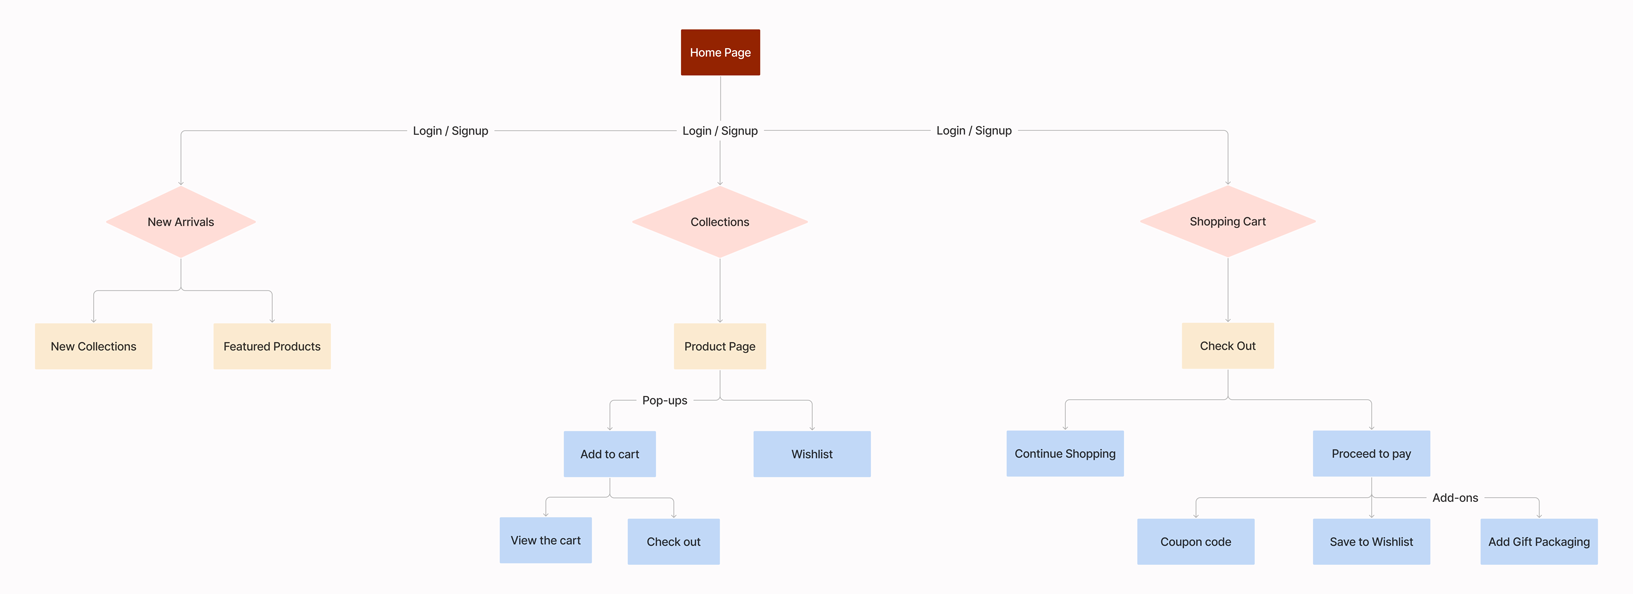 Home Page
Login / Signup
Login / Signup
Login / Signup
New Arrivals
Collections
Shopping Cart
New Collections
Featured Products
Product Page
Check Out
Pop-ups
Add to cart
Wishlist
Continue Shopping
Proceed to pay
Add-ons
View the cart
Check out
Coupon code
Save to Wishlist
Add Gift Packaging